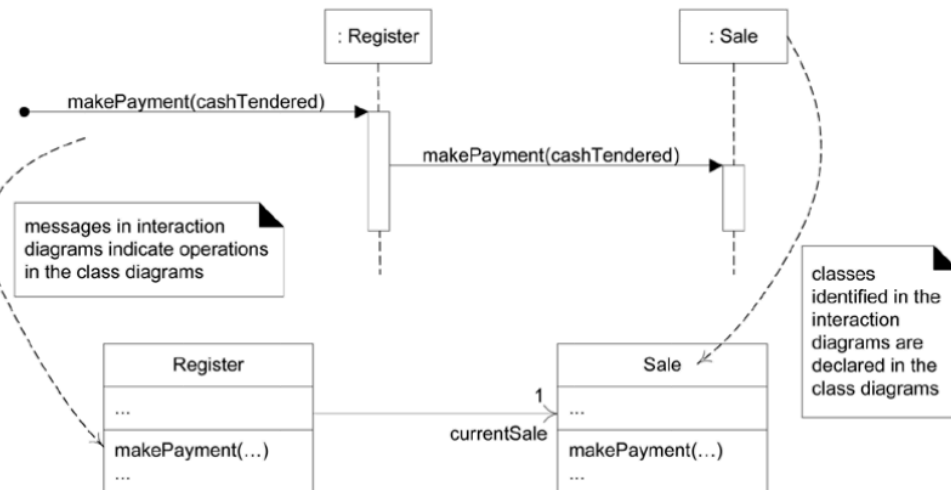 : Register
: Sale
makePayment(cashTendered)
makePayment(cashTendered)
messages in interaction
diagrams indicate operations
in the class diagrams
classes
identified in the
interaction
diagrams are
declared in the
class diagrams
Register
...
makePayment(...)
...
1
currentSale
Sale
...
makePayment(...)
...